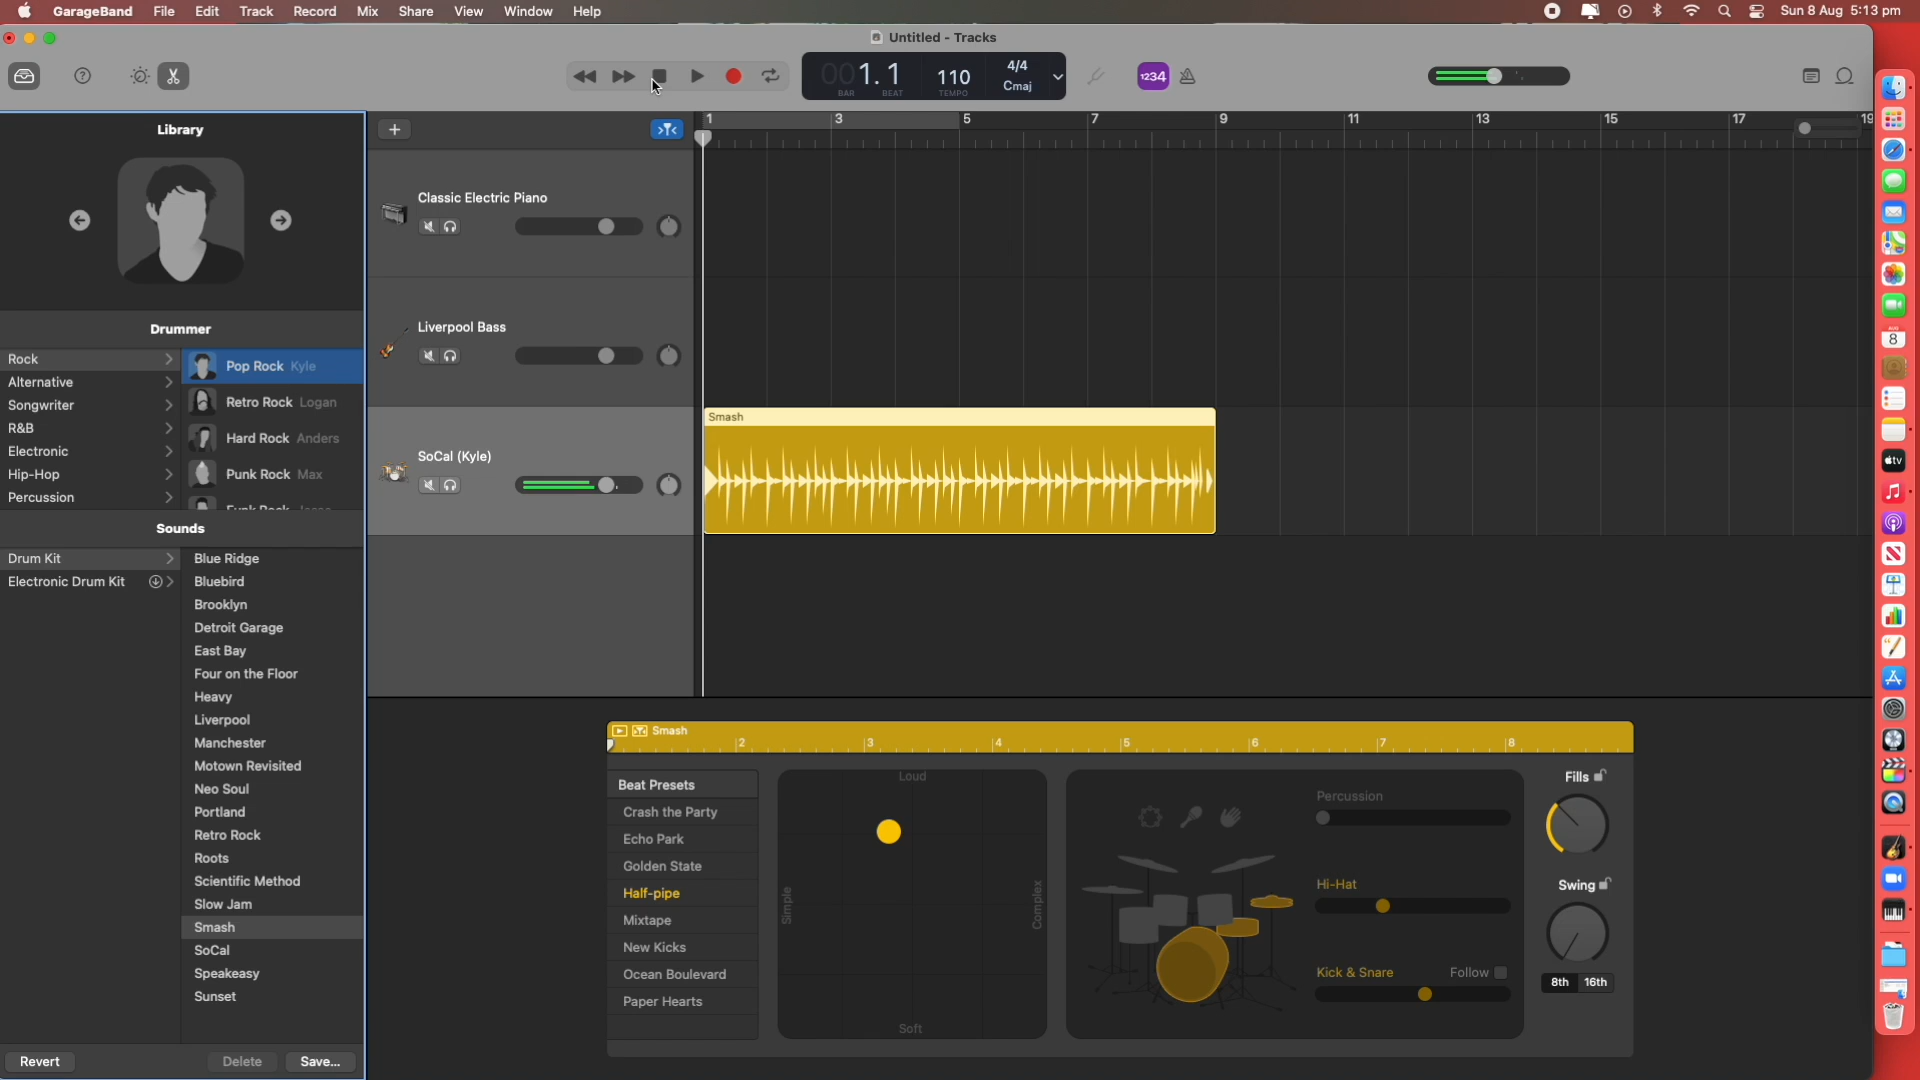 GarageBand File Edit Track Record Mix Share View Window Help
Sun 8 Aug 5:13 pm
Untitled - Tracks
001.1
BAR BEAT
110
TEMPO
4/4
Cmaj
1234
Library
Drummer
Rock
Alternative
Songwriter
R&B
Electronic
Hip-Hop
Percussion
Pop Rock Kyle
Retro Rock Logan
Hard Rock Anders
Punk Rock Max
Sounds
Drum Kit
Electronic Drum Kit
Blue Ridge
Bluebird
Brooklyn
Detroit Garage
East Bay
Four on the Floor
Heavy
Liverpool
Manchester
Motown Revisited
Neo Soul
Portland
Retro Rock
Roots
Scientific Method
Slow Jam
Smash
SoCal
Speakeasy
Sunset
Revert Delete Save...
1 3 5 7 9 11 13 15 17 19
Classic Electric Piano
Liverpool Bass
SoCal (Kyle)
Smash
Smash
2 3 4 5 6 7 8
Beat Presets
Crash the Party
Echo Park
Golden State
Half-pipe
Mixtape
New Kicks
Ocean Boulevard
Paper Hearts
Loud
Simple
Complex
Soft
Percussion
Hi-Hat
Kick & Snare Follow
Fills
Swing
8th 16th
AUG
8
tv